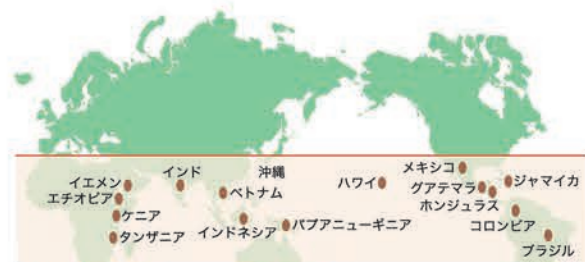 イエメン
エチオピア
ケニア
タンザニア
インド
ベトナム
インドネシア
沖縄
パプアニューギニア
ハワイ
メキシコ
グアテマラ
ホンジュラス
ジャマイカ
コロンビア
ブラジル